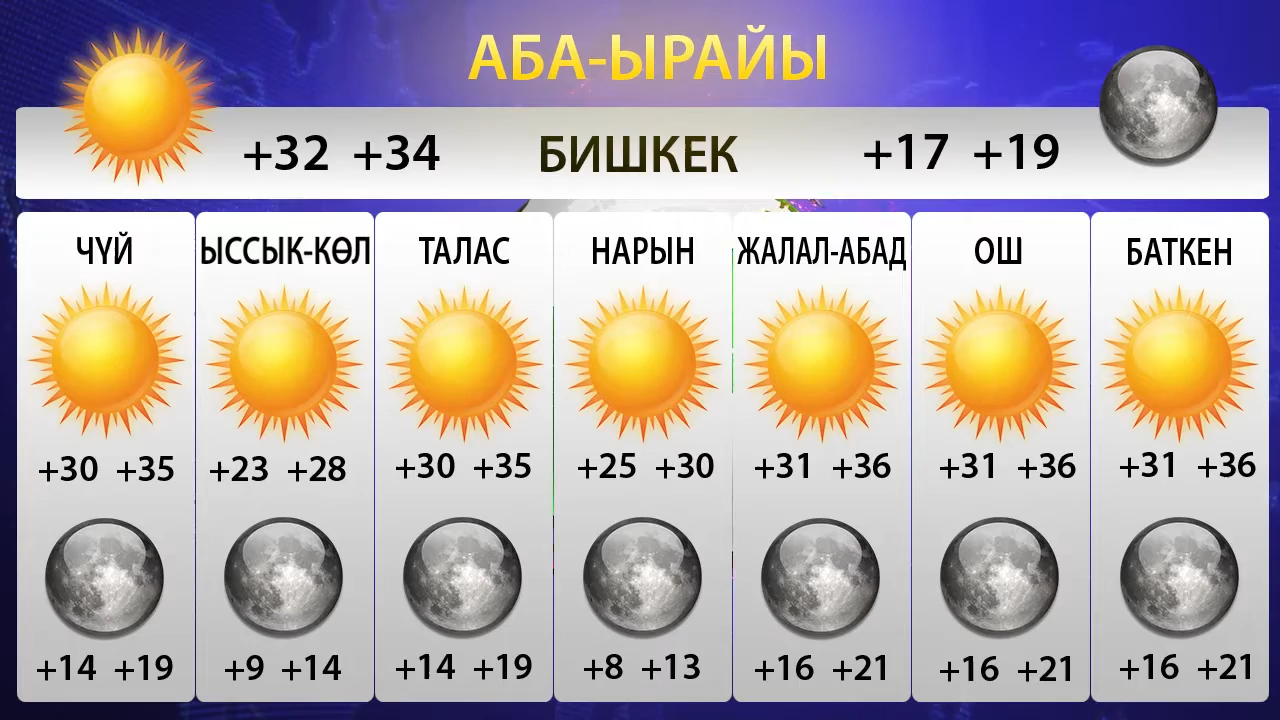 АБА-ЫРАЙЫ
+32 +34 БИШКЕК +17 +19
ЧҮЙ ЫССЫК-КӨЛ ТАЛАС НАРЫН ЖАЛАЛ-АБАД ОШ БАТКЕН
+30 +35 +23 +28 +30 +35 +25 +30 +31 +36 +31 +36 +31 +36
+14 +19 +9 +14 +14 +19 +8 +13 +16 +21 +16 +21 +16 +21